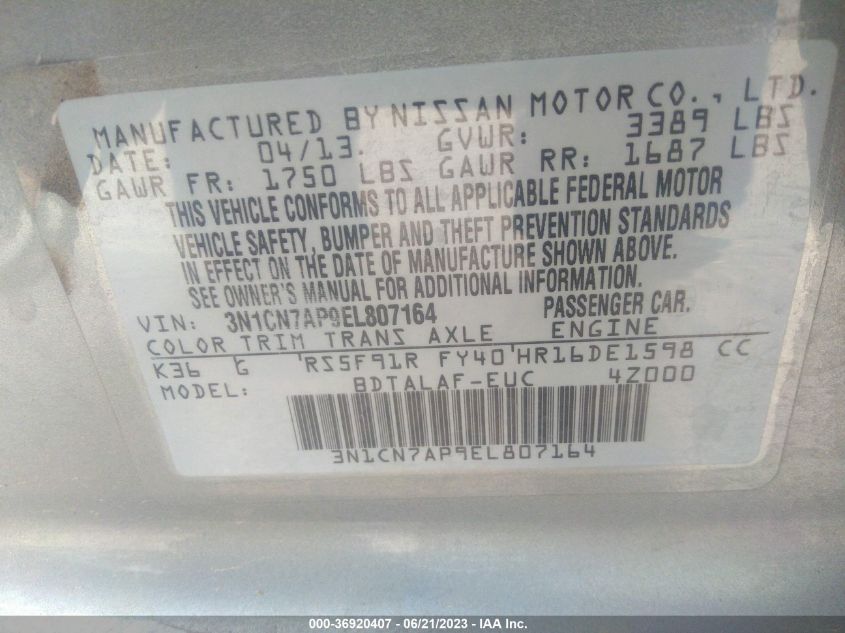 MANUFACTURED BY NISSAN MOTOR CO., LTD.
DATE: 04/13. GVWR: 3389 LBS
GAWR FR: 1750 LBS GAWR RR: 1687 LBS
THIS VEHICLE CONFORMS TO ALL APPLICABLE FEDERAL MOTOR
VEHICLE SAFETY, BUMPER AND THEFT PREVENTION STANDARDS
IN EFFECT ON THE DATE OF MANUFACTURE SHOWN ABOVE.
SEE OWNER'S MANUAL FOR ADDITIONAL INFORMATION.
VIN: 3N1CN7AP9EL807164 PASSENGER CAR.
COLOR TRIM TRANS AXLE ENGINE
K36 G RS5F91R FY40 HR16DE1598 CC
MODEL: BDTALAF-EUC 4Z000
3N1CN7AP9EL807164
000-36920407 - 06/21/2023 - IAA Inc.